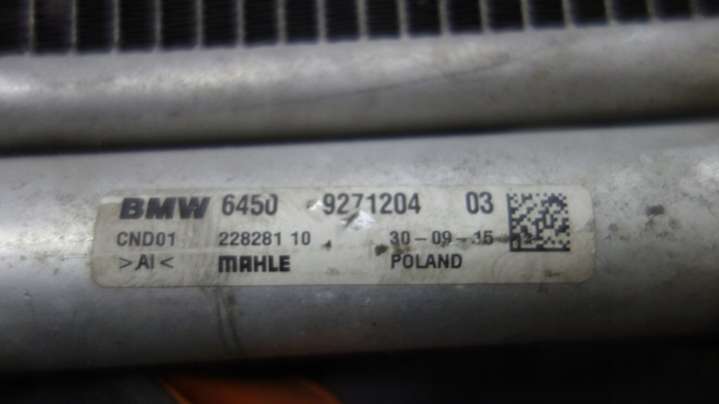 BMW 6450 9271204 03
CND01 228281 10 30-09-15
>Al< MAHLE POLAND